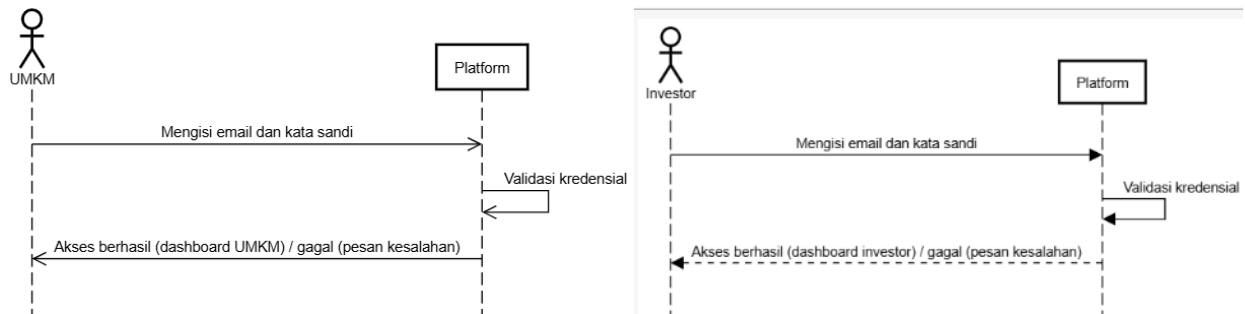 UMKM
Platform
Mengisi email dan kata sandi
Validasi kredensial
Akses berhasil (dashboard UMKM) / gagal (pesan kesalahan)
Investor
Platform
Mengisi email dan kata sandi
Validasi kredensial
Akses berhasil (dashboard investor) / gagal (pesan kesalahan)